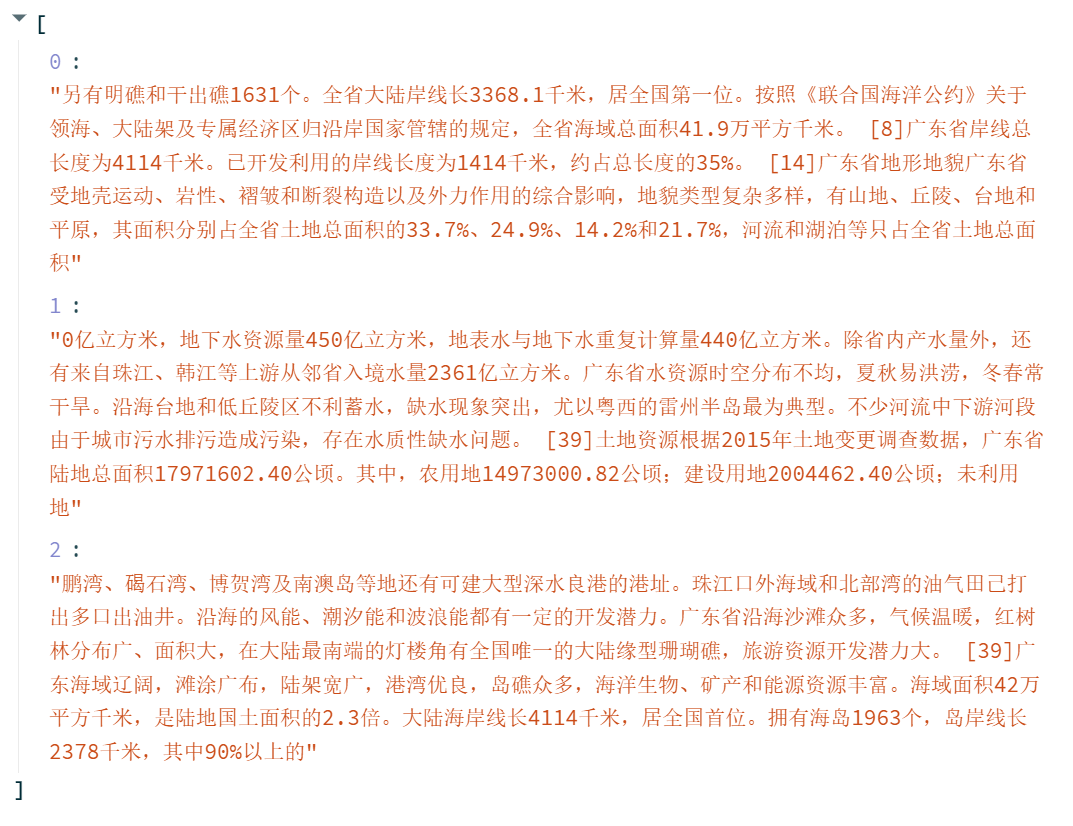 [
0 :
"另有明礁和干出礁1631个。全省大陆岸线长3368.1千米，居全国第一位。按照《联合国海洋公约》关于
领海、大陆架及专属经济区归沿岸国家管辖的规定，全省海域总面积41.9万平方千米。 [8]广东省岸线总
长度为4114千米。已开发利用的岸线长度为1414千米，约占总长度的35%。 [14]广东省地形地貌广东省
受地壳运动、岩性、褶皱和断裂构造以及外力作用的综合影响，地貌类型复杂多样，有山地、丘陵、台地和
平原，其面积分别占全省土地总面积的33.7%、24.9%、14.2%和21.7%，河流和湖泊等只占全省土地总面
积"
1 :
"0亿立方米，地下水资源量450亿立方米，地表水与地下水重复计算量440亿立方米。除省内产水量外，还
有来自珠江、韩江等上游从邻省入境水量2361亿立方米。广东省水资源时空分布不均，夏秋易洪涝，冬春常
干旱。沿海台地和低丘陵区不利蓄水，缺水现象突出，尤以粤西的雷州半岛最为典型。不少河流中下游河段
由于城市污水排污造成污染，存在水质性缺水问题。 [39]土地资源根据2015年土地变更调查数据，广东省
陆地总面积17971602.40公顷。其中，农用地14973000.82公顷；建设用地2004462.40公顷；未利用
地"
2 :
"鹏湾、碣石湾、博贺湾及南澳岛等地还有可建大型深水良港的港址。珠江口外海域和北部湾的油气田己打
出多口出油井。沿海的风能、潮汐能和波浪能都有一定的开发潜力。广东省沿海沙滩众多，气候温暖，红树
林分布广、面积大，在大陆最南端的灯楼角有全国唯一的大陆缘型珊瑚礁，旅游资源开发潜力大。 [39]广
东海域辽阔，滩涂广布，陆架宽广，港湾优良，岛礁众多，海洋生物、矿产和能源资源丰富。海域面积42万
平方千米，是陆地国土面积的2.3倍。大陆海岸线长4114千米，居全国首位。拥有海岛1963个，岛岸线长
2378千米，其中90%以上的"
]